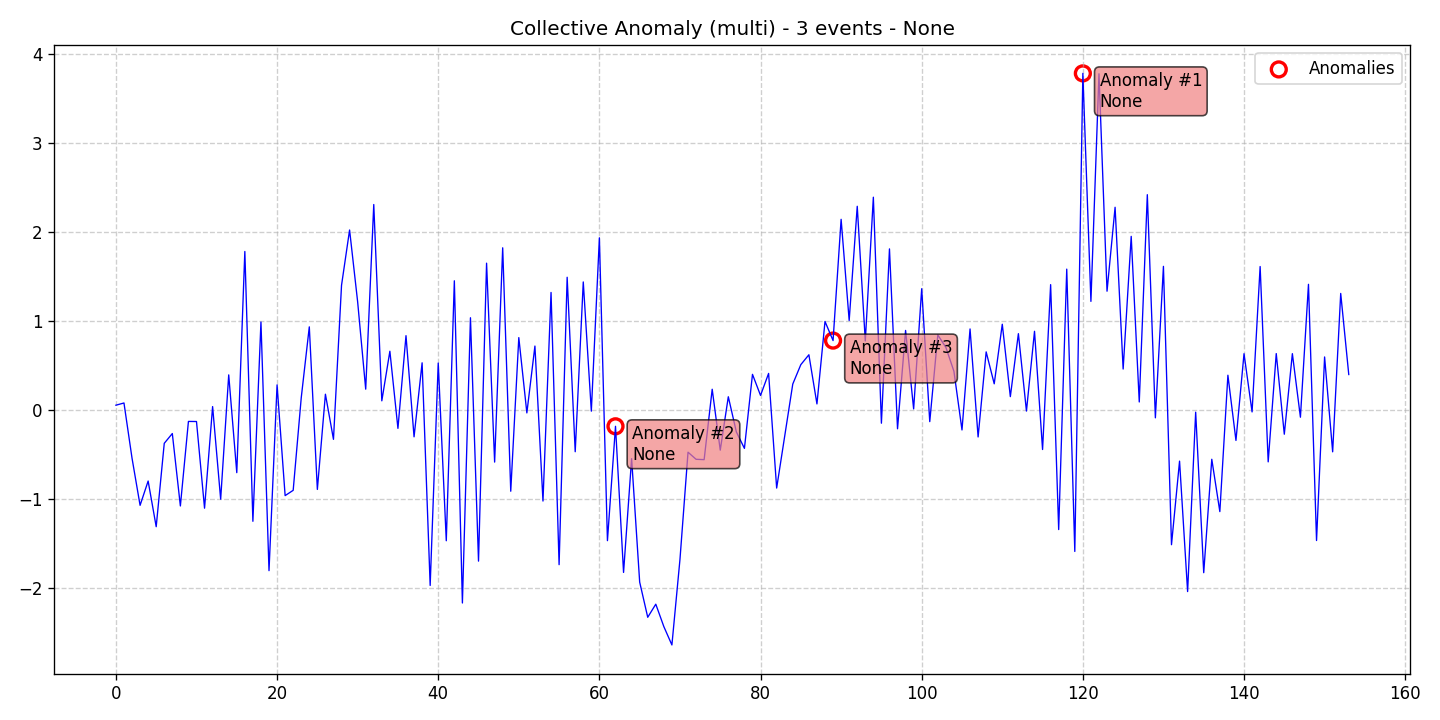 Collective Anomaly (multi) - 3 events - None
4
3
2
1
0
−1
−2
0
20
40
60
80
100
120
140
160
Anomalies
Anomaly #1
None
Anomaly #3
None
Anomaly #2
None